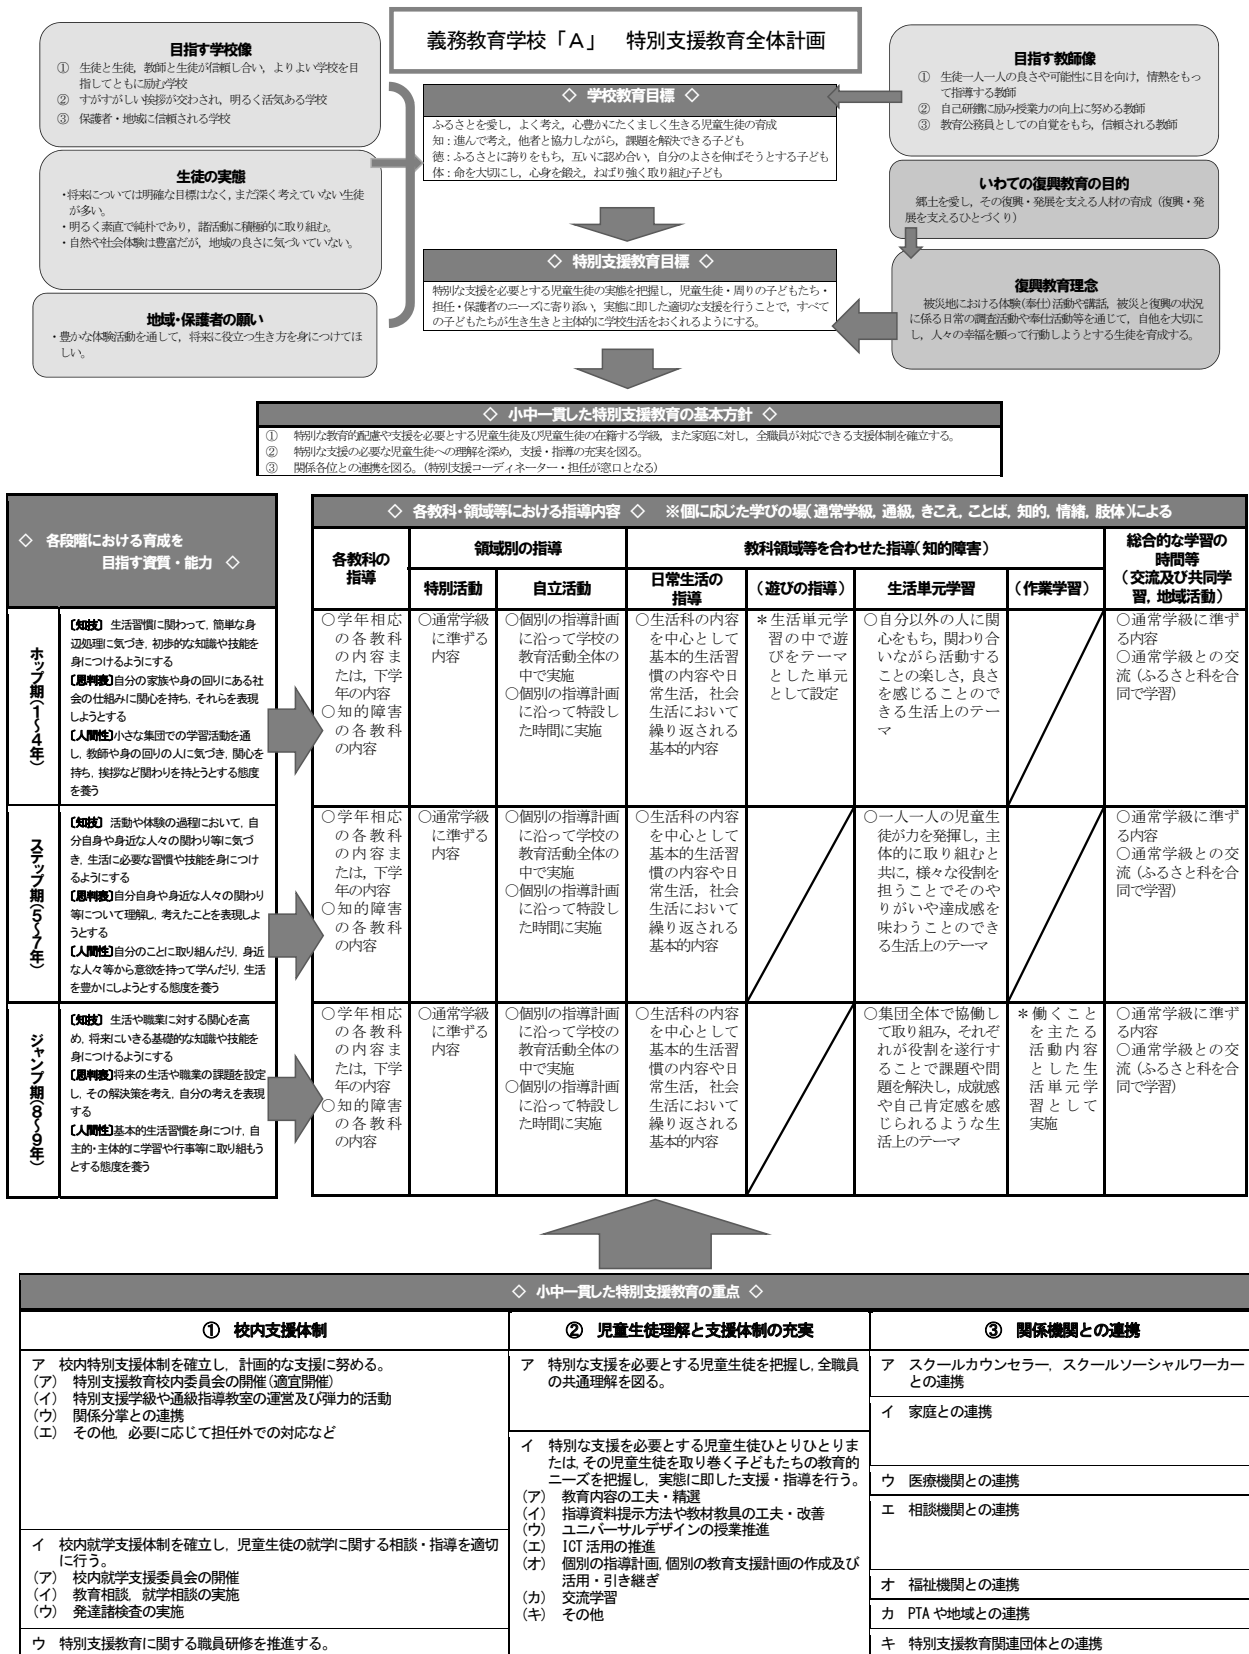 義務教育学校「A」　特別支援教育全体計画
目指す学校像
①　生徒と生徒，教師と生徒が信頼し合い，よりよい学校を目
指してともに励む学校
②　すがすがしい挨拶が交わされ，明るく活気ある学校
③　保護者・地域に信頼される学校
生徒の実態
・将来については明確な目標はなく，まだ深く考えていない生徒
が多い。
・明るく素直で純朴であり，諸活動に積極的に取り組む。
・自然や社会体験は豊富だが，地域の良さに気づいていない。
地域・保護者の願い
・豊かな体験活動を通して，将来に役立つ生き方を身につけてほ
しい。
◇　学校教育目標　◇
ふるさとを愛し，よく考え，心豊かにたくましく生きる児童生徒の育成
知：進んで考え，他者と協力しながら，課題を解決できる子ども
徳：ふるさとに誇りをもち，互いに認め合い，自分のよさを伸ばそうとする子ども
体：命を大切にし，心身を鍛え，ねばり強く取り組む子ども
◇　特別支援教育目標　◇
特別な支援を必要とする児童生徒の実態を把握し，児童生徒・周りの子どもたち・
担任・保護者のニーズに寄り添い，実態に即した適切な支援を行うことで，すべて
の子どもたちが生き生きと主体的に学校生活をおくれるようにする。
目指す教師像
①　生徒一人一人の良さや可能性に目を向け，情熱をもっ
て指導する教師
②　自己研鑽に励み授業力の向上に努める教師
③　教育公務員としての自覚をもち，信頼される教師
いわての復興教育の目的
郷土を愛し，その復興・発展を支える人材の育成（復興・発
展を支えるひとづくり）
復興教育理念
被災地における体験(奉仕)活動や講話，被災と復興の状況
に係る日常の調査活動や奉仕活動等を通じて，自他を大切に
し，人々の幸福を願って行動しようとする生徒を育成する。
◇　小中一貫した特別支援教育の基本方針　◇
①　特別な教育的配慮や支援を必要とする児童生徒及び児童生徒の在籍する学級，また家庭に対し，全職員が対応できる支援体制を確立する。
②　特別な支援の必要な児童生徒への理解を深め，支援・指導の充実を図る。
③　関係各位との連携を図る。（特別支援コーディネーター・担任が窓口となる）
◇　各段階における育成を
目指す資質・能力　◇
◇　各教科・領域等における指導内容　◇　※個に応じた学びの場（通常学級，通級，きこえ，ことば，知的，情緒，肢体）による
各教科の
指導
領域別の指導
特別活動
自立活動
教科領域等を合わせた指導（知的障害）
日常生活の
指導
（遊びの指導）
生活単元学習
（作業学習）
総合的な学習の
時間等
（交流及び共同学
習，地域活動）
ホップ期（1～4年）
【知技】 生活習慣に関わって，簡単な身
辺処理に気づき，初歩的な知識や技能を
身につけるようにする
【思判表】自分の家族や身の回りにある社
会の仕組みに関心を持ち，それらを表現
しようとする
【人間性】小さな集団での学習活動を通
し，教師や身の回りの人に気づき，関心を
持ち，挨拶など関わりを持とうとする態度
を養う
○学年相応
の各教科
の内容ま
たは，下学
年の内容
○知的障害
の各教科
の内容
○通常学級
に準ずる
内容
○個別の指導計画
に沿って学校の
教育活動全体の
中で実施
○個別の指導計画
に沿って特設し
た時間に実施
○生活科の内容
を中心として
基本的生活習
慣の内容や日
常生活，社会
生活において
繰り返される
基本的内容
＊生活単元学
習の中で遊
びをテーマ
とした単元
として設定
○自分以外の人に関
心をもち，関わり合
いながら活動する
ことの楽しさ，良さ
を感じることので
きる生活上のテー
マ
○通常学級に準ず
る内容
○通常学級との交
流（ふるさと科を合
同で学習）
ステップ期（5～7年）
【知技】 活動や体験の過程において，自
分自身や身近な人々の関わり等に気づ
き，生活に必要な習慣や技能を身につけ
るようにする
【思判表】自分自身や身近な人々の関わり
等について理解し，考えたことを表現しよ
うとする
【人間性】自分のことに取り組んだり，身近
な人々等から意欲を持って学んだり，生活
を豊かにしようとする態度を養う
○学年相応
の各教科
の内容ま
たは，下学
年の内容
○知的障害
の各教科
の内容
○通常学級
に準ずる
内容
○個別の指導計画
に沿って学校の
教育活動全体の
中で実施
○個別の指導計画
に沿って特設し
た時間に実施
○生活科の内容
を中心として
基本的生活習
慣の内容や日
常生活，社会
生活において
繰り返される
基本的内容
○一人一人の児童生
徒が力を発揮し，主
体的に取り組むと
共に，様々な役割を
担うことでそのや
りがいや達成感を
味わうことのでき
る生活上のテーマ
○通常学級に準ず
る内容
○通常学級との交
流（ふるさと科を合
同で学習）
ジャンプ期（8～9年）
【知技】 生活や職業に対する関心を高
め，将来にいきる基礎的な知識や技能を
身につけるようにする
【思判表】将来の生活や職業の課題を設定
し，その解決策を考え，自分の考えを表現
する
【人間性】基本的生活習慣を身につけ，自
主的・主体的に学習や行事等に取り組もう
とする態度を養う
○学年相応
の各教科
の内容ま
たは，下学
年の内容
○知的障害
の各教科
の内容
○通常学級
に準ずる
内容
○個別の指導計画
に沿って学校の
教育活動全体の
中で実施
○個別の指導計画
に沿って特設し
た時間に実施
○生活科の内容
を中心として
基本的生活習
慣の内容や日
常生活，社会
生活において
繰り返される
基本的内容
○集団全体で協働し
て取り組み，それぞ
れが役割を遂行す
ることで課題や問
題を解決し，成就感
や自己肯定感を感
じられるような生
活上のテーマ
＊働くこと
を主たる
活動内容
とした生
活単元学
習として
実施
○通常学級に準ず
る内容
○通常学級との交
流（ふるさと科を合
同で学習）
◇　小中一貫した特別支援教育の重点　◇
①　校内支援体制
ア　校内特別支援体制を確立し，計画的な支援に努める。
（ア）　特別支援教育校内委員会の開催（適宜開催）
（イ）　特別支援学級や通級指導教室の運営及び弾力的活動
（ウ）　関係分掌との連携
（エ）　その他，必要に応じて担任外での対応など
イ　校内就学支援体制を確立し，児童生徒の就学に関する相談・指導を適切
に行う。
（ア）　校内就学支援委員会の開催
（イ）　教育相談，就学相談の実施
（ウ）　発達諸検査の実施
ウ　特別支援教育に関する職員研修を推進する。
②　児童生徒理解と支援体制の充実
ア　特別な支援を必要とする児童生徒を把握し，全職員
の共通理解を図る。
イ　特別な支援を必要とする児童生徒ひとりひとりま
たは，その児童生徒を取り巻く子どもたちの教育的
ニーズを把握し，実態に即した支援・指導を行う。
（ア）　教育内容の工夫・精選
（イ）　指導資料提示方法や教材教具の工夫・改善
（ウ）　ユニバーサルデザインの授業推進
（エ）　ICT 活用の推進
（オ）　個別の指導計画，個別の教育支援計画の作成及び
活用・引き継ぎ
（カ）　交流学習
（キ）　その他
③　関係機関との連携
ア　スクールカウンセラー，スクールソーシャルワーカー
との連携
イ　家庭との連携
ウ　医療機関との連携
エ　相談機関との連携
オ　福祉機関との連携
カ　PTA や地域との連携
キ　特別支援教育関連団体との連携